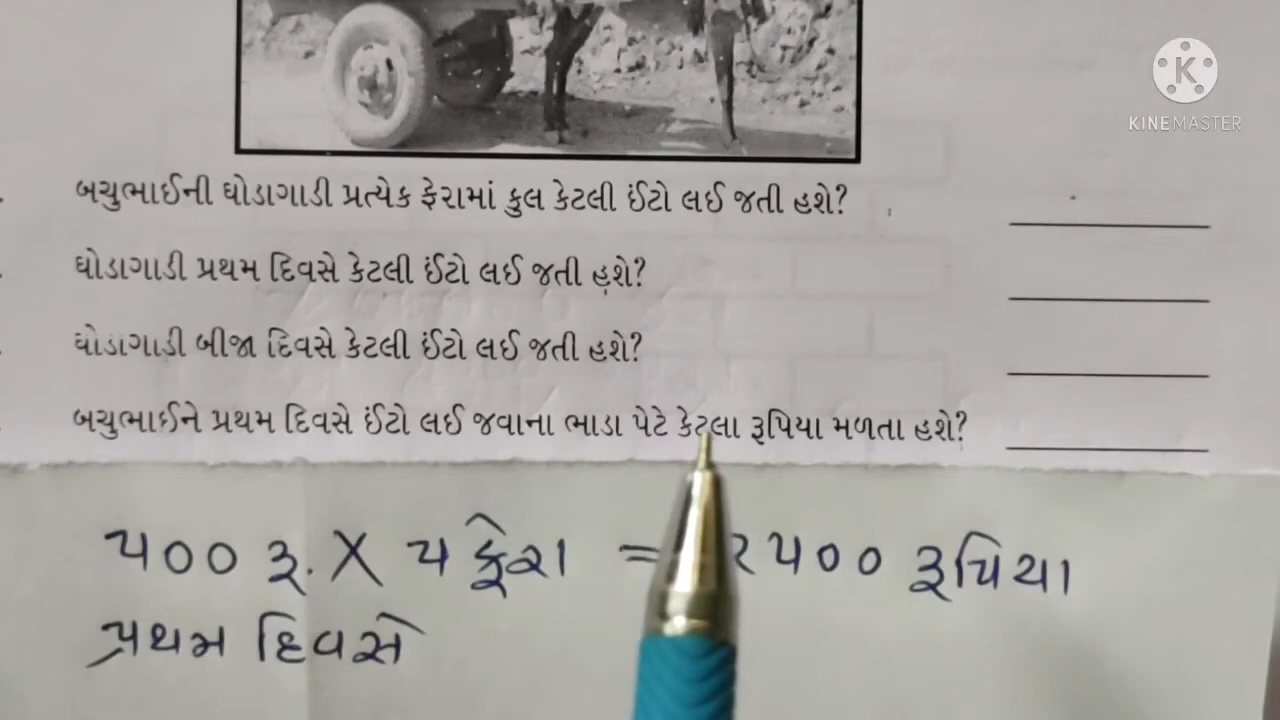 K
KINEMASTER
બચુભાઈની ઘોડાગાડી પ્રત્યેક ફેરામાં કુલ કેટલી ઈંટો લઈ જતી હશે?
ઘોડાગાડી પ્રથમ દિવસે કેટલી ઈંટો લઈ જતી હશે?
ઘોડાગાડી બીજા દિવસે કેટલી ઈંટો લઈ જતી હશે?
બચુભાઈને પ્રથમ દિવસે ઈંટો લઈ જવાના ભાડા પેટે કેટલા રૂપિયા મળતા હશે?
૫૦૦ રૂ. X ૫ ફેરા = ૨૫૦૦ રૂપિયા
પ્રથમ દિવસે